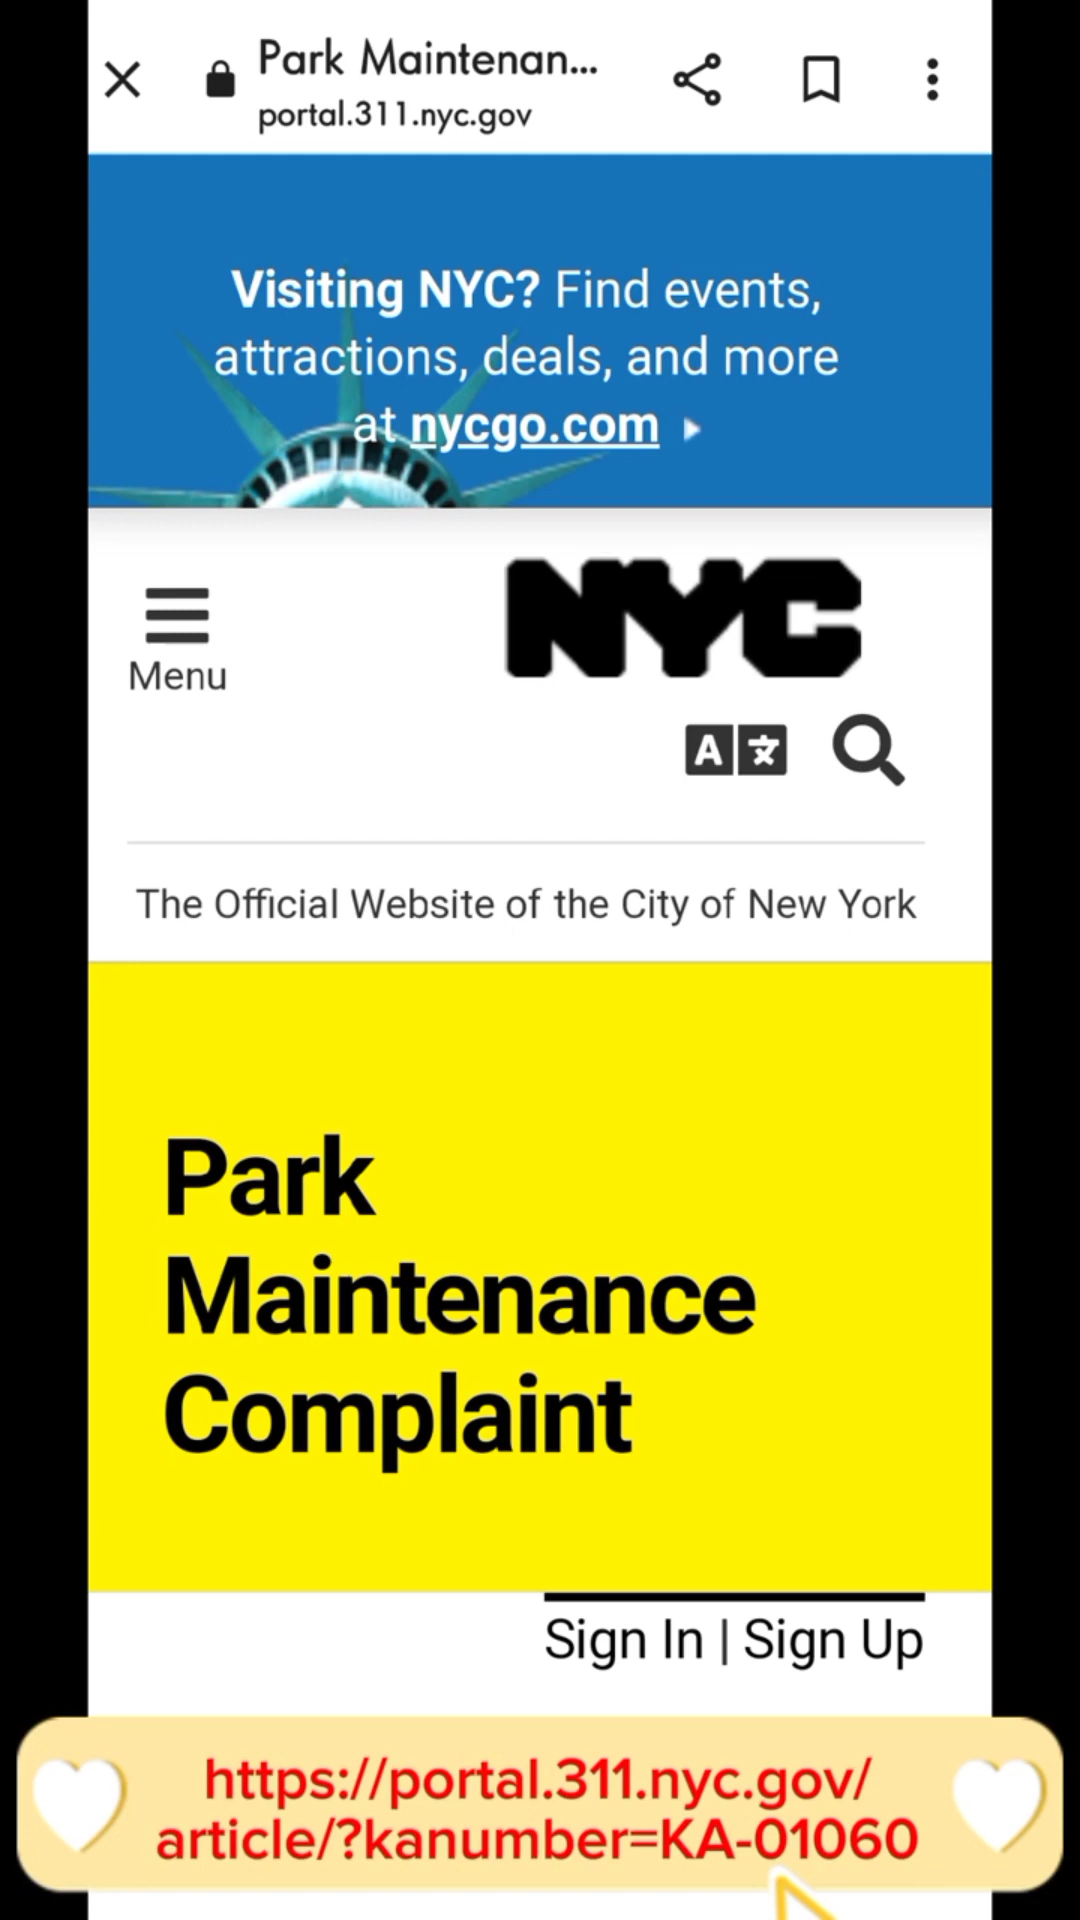 Park Maintenan...
portal.311.nyc.gov
Visiting NYC? Find events,
attractions, deals, and more
at nycgo.com
NYC
Menu
A 文
The Official Website of the City of New York
Park
Maintenance
Complaint
Sign In | Sign Up
https://portal.311.nyc.gov/
article/?kanumber=KA-01060